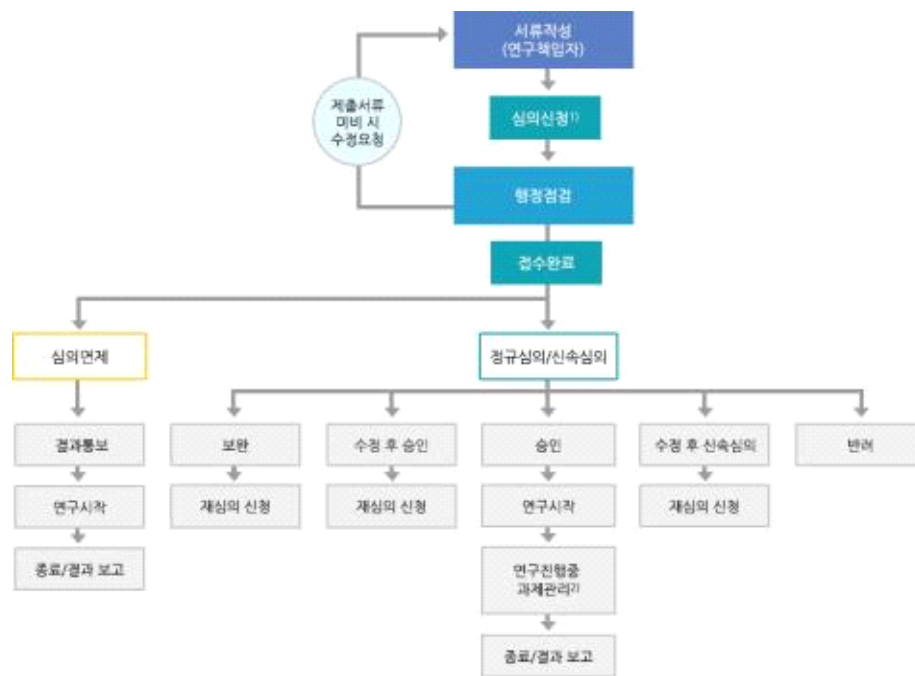 서류작성
(연구책임자)
제출서류
미비 시
수정요청
심의신청¹⁾
행정점검
접수완료
심의면제
정규심의/신속심의
결과통보
보완
수정 후 승인
승인
수정 후 신속심의
반려
연구시작
재심의 신청
재심의 신청
연구시작
재심의 신청
종료/결과 보고
연구진행중
과제관리²⁾
종료/결과 보고